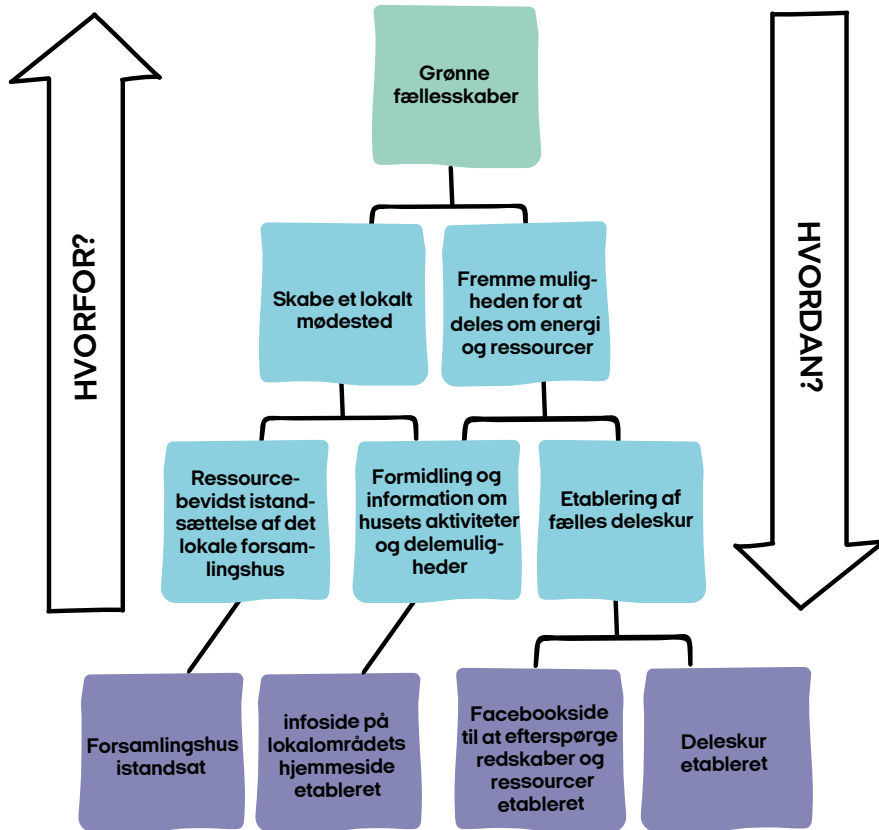 Grønne
fællesskaber
HVORFOR?
HVORDAN?
Skabe et lokalt
mødested
Fremme mulig-
heden for at
deles om energi
og ressourcer
Ressource-
bevidst istand-
sættelse af det
lokale forsam-
lingshus
Formidling og
information om
husets aktiviteter
og delemulig-
heder
Etablering af
fælles deleskur
Forsamlingshus
istandsat
infoside på
lokalområdets
hjemmeside
etableret
Facebookside
til at efterspørge
redskaber og
ressourcer
etableret
Deleskur
etableret